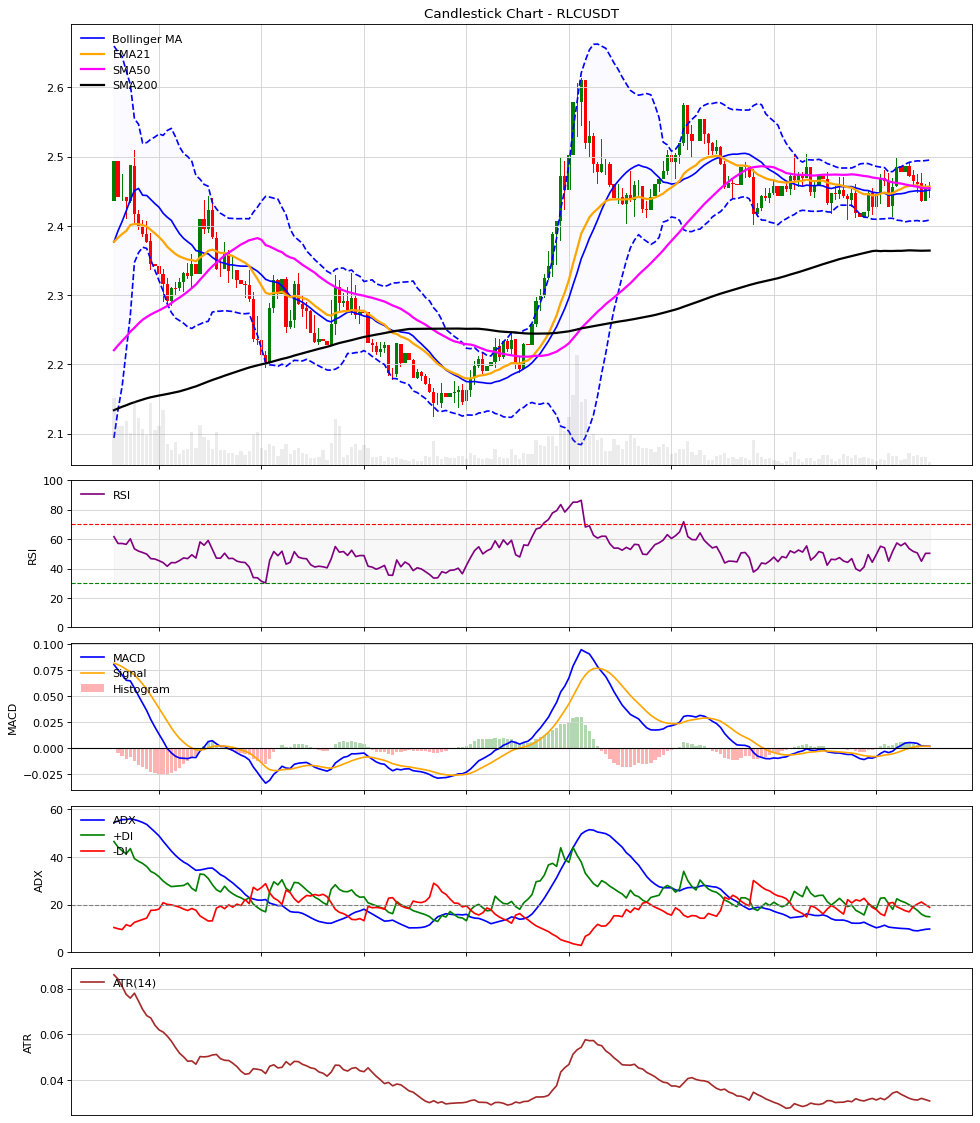 Candlestick Chart - RLCUSDT
Bollinger MA
EMA21
SMA50
SMA200
2.6
2.5
2.4
2.3
2.2
2.1
RSI
RSI
100
80
60
40
20
0
MACD
MACD
Signal
Histogram
0.100
0.075
0.050
0.025
0.000
−0.025
ADX
ADX
+DI
-DI
60
40
20
0
ATR
ATR(14)
0.08
0.06
0.04